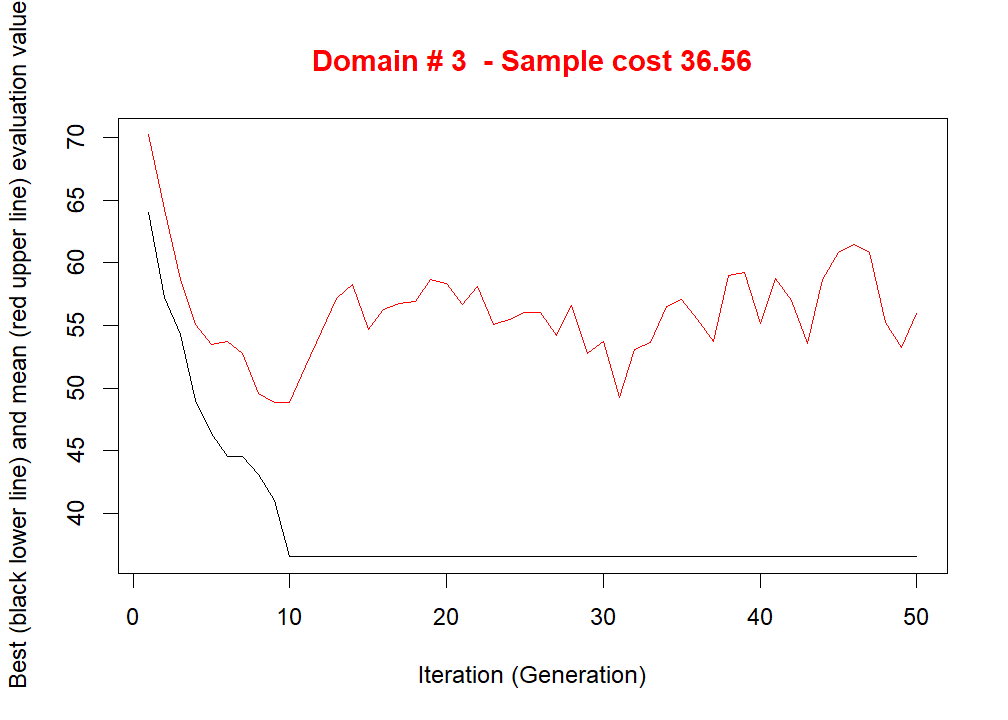 Domain # 3  - Sample cost 36.56
Best (black lower line) and mean (red upper line) evaluation value
70
65
60
55
50
45
40
0 10 20 30 40 50
Iteration (Generation)